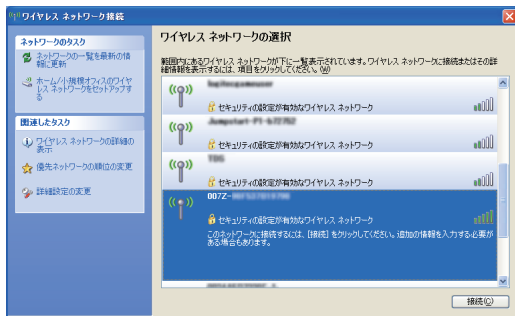 ワイヤレス ネットワーク接続
ネットワークのタスク
ネットワークの一覧を最新の情
報に更新
ホーム/小規模オフィスのワイヤ
レス ネットワークをセットアップす
る
関連したタスク
ワイヤレス ネットワークの詳細の
表示
優先ネットワークの順位の変更
詳細設定の変更
ワイヤレス ネットワークの選択
範囲内にあるワイヤレス ネットワークが下に一覧表示されています。ワイヤレス ネットワークに接続またはその詳
細情報を表示するには、項目をクリックしてください。(W)
セキュリティの設定が有効なワイヤレス ネットワーク
セキュリティの設定が有効なワイヤレス ネットワーク
セキュリティの設定が有効なワイヤレス ネットワーク
007Z-
セキュリティの設定が有効なワイヤレス ネットワーク
このネットワークに接続するには、[接続] をクリックしてください。追加の情報を入力する必要が
ある場合もあります。
接続(C)